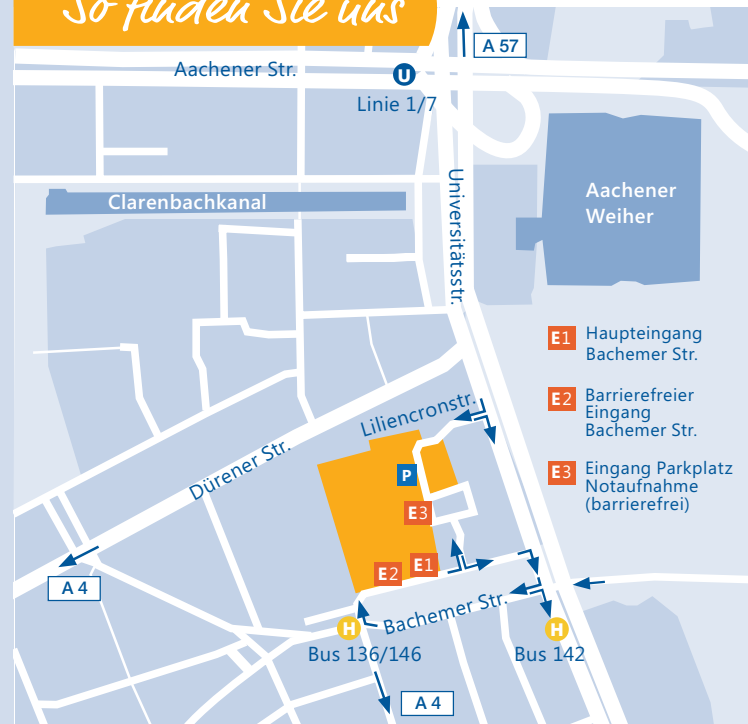 So finden Sie uns
A 57
Aachener Str.
U
Linie 1/7
Universitätsstr.
Clarenbachkanal
Aachener
Weiher
E1 Haupteingang
Bachemer Str.
E2 Barrierefreier
Eingang
Bachemer Str.
E3 Eingang Parkplatz
Notaufnahme
(barrierefrei)
Liliencronstr.
Dürener Str.
P
E3
E1
E2
A 4
Bachemer Str.
H
Bus 136/146
H
Bus 142
A 4